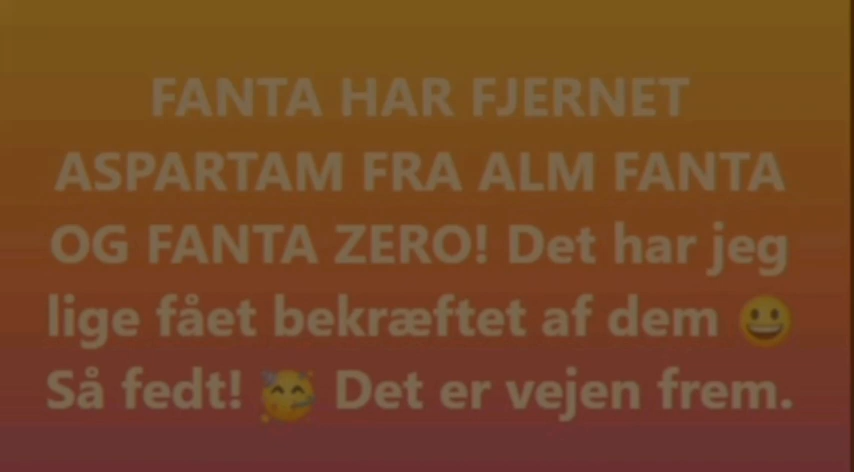 FANTA HAR FJERNET
ASPARTAM FRA ALM FANTA
OG FANTA ZERO! Det har jeg
lige fået bekræftet af dem 😀
Så fedt! 🥳 Det er vejen frem.